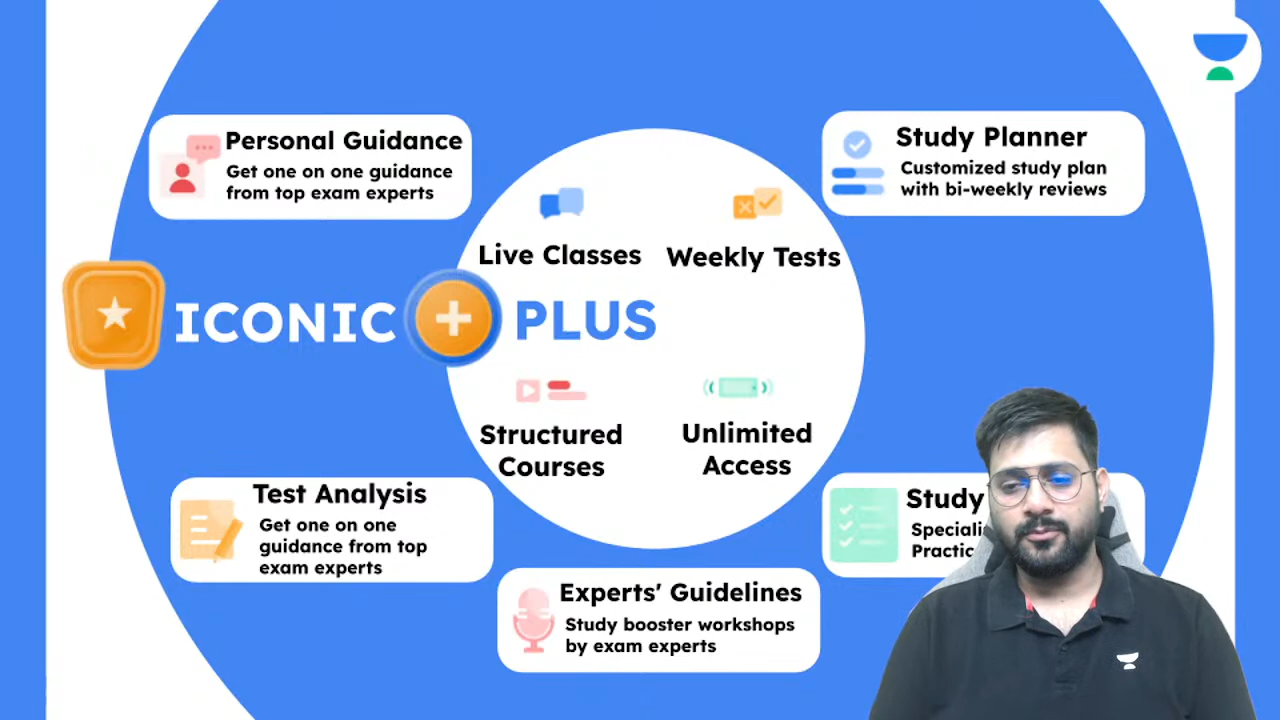 Personal Guidance
Get one on one guidance
from top exam experts
Study Planner
Customized study plan
with bi-weekly reviews
Live Classes
Weekly Tests
ICONIC
PLUS
Structured
Courses
Unlimited
Access
Test Analysis
Get one on one
guidance from top
exam experts
Study
Experts' Guidelines
Study booster workshops
by exam experts